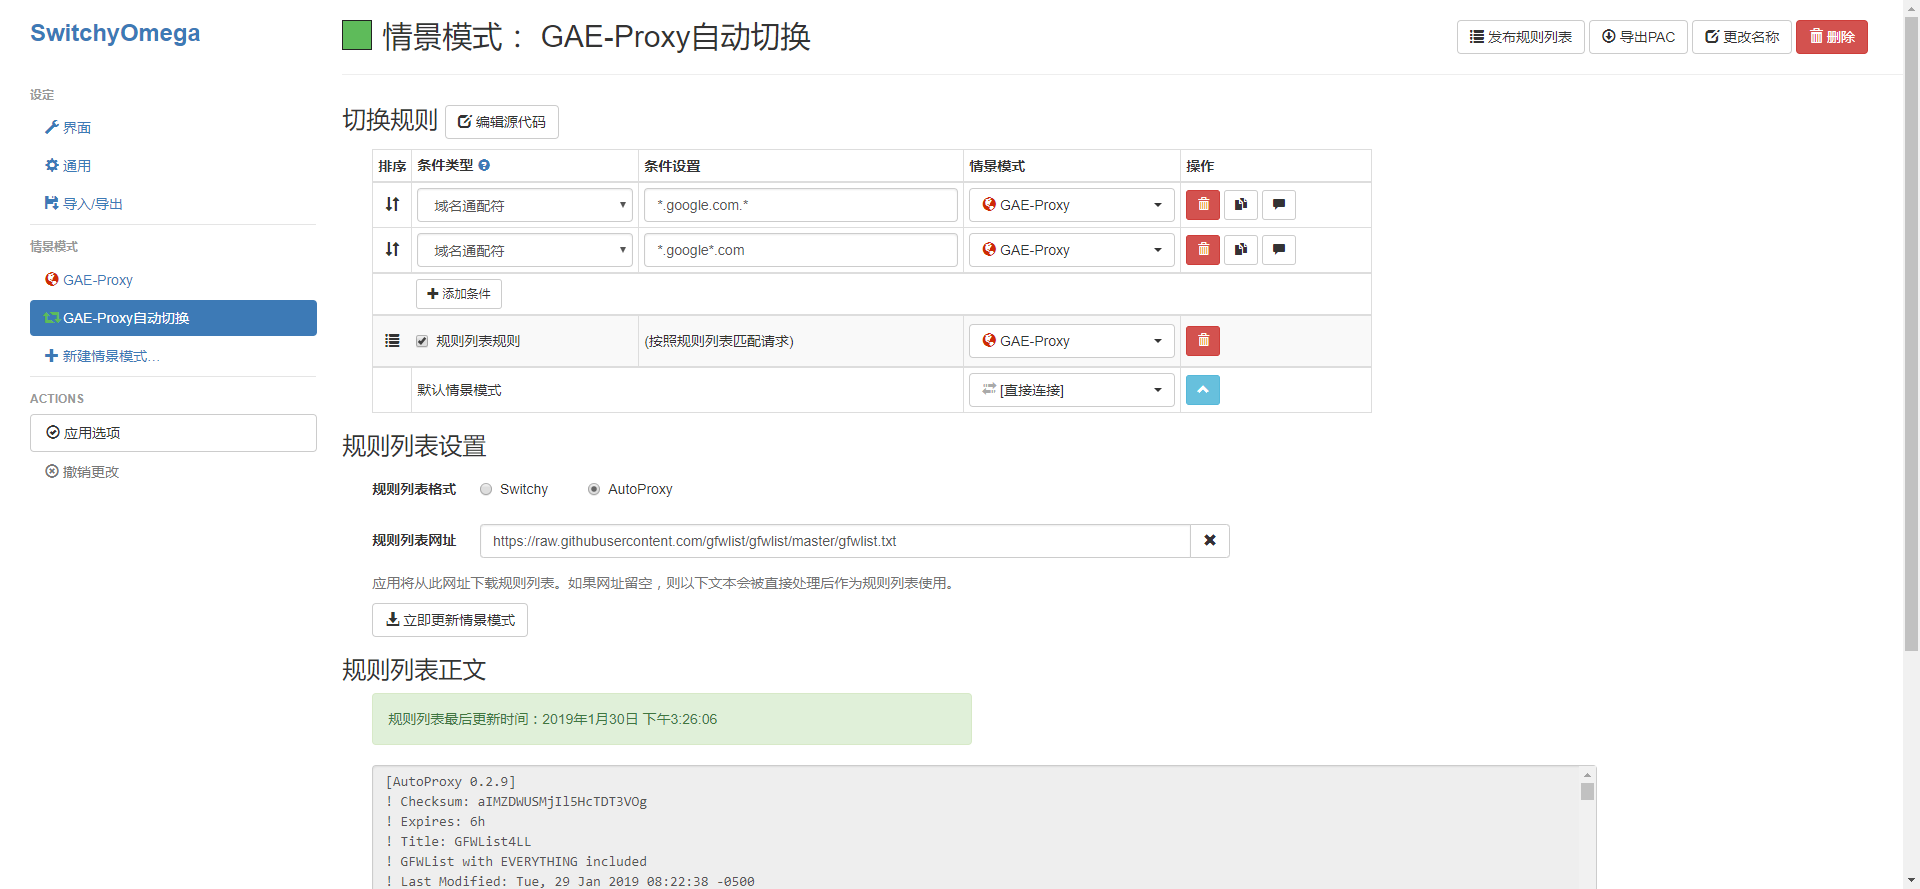 SwitchyOmega
设定
界面
通用
导入/导出
情景模式
GAE-Proxy
GAE-Proxy自动切换
新建情景模式...
ACTIONS
应用选项
撤销更改
情景模式： GAE-Proxy自动切换
发布规则列表 导出PAC 更改名称 删除
切换规则 编辑源代码
排序 条件类型 条件设置 情景模式 操作
域名通配符 *.google.com.* GAE-Proxy
域名通配符 *.google*.com GAE-Proxy
添加条件
规则列表规则 (按照规则列表匹配请求) GAE-Proxy
默认情景模式 [直接连接]
规则列表设置
规则列表格式 Switchy AutoProxy
规则列表网址 https://raw.githubusercontent.com/gfwlist/gfwlist/master/gfwlist.txt
应用将从此网址下载规则列表。如果网址留空，则以下文本会被直接处理后作为规则列表使用。
立即更新情景模式
规则列表正文
规则列表最后更新时间：2019年1月30日 下午3:26:06
[AutoProxy 0.2.9]
! Checksum: aIMZDWUSMjIl5HcTDT3VOg
! Expires: 6h
! Title: GFWList4LL
! GFWList with EVERYTHING included
! Last Modified: Tue, 29 Jan 2019 08:22:38 -0500